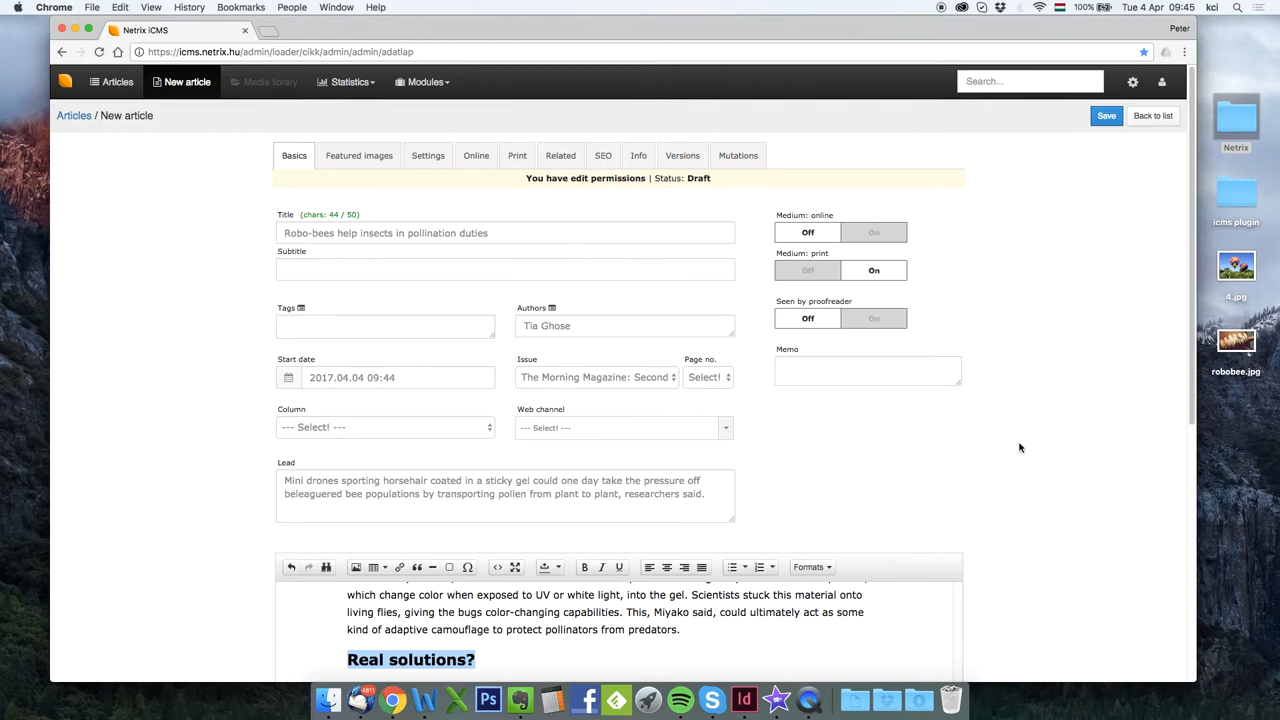 Chrome File Edit View History Bookmarks People Window Help 100% Tue 4 Apr 09:45 kci
Netrix iCMS Peter
https://icms.netrix.hu/admin/loader/cikk/admin/admin/adatlap
Articles New article Media library Statistics Modules Search...
Articles / New article Save Back to list
Basics Featured images Settings Online Print Related SEO Info Versions Mutations
You have edit permissions | Status: Draft
Title (chars: 44 / 50) Medium: online
Robo-bees help insects in pollination duties Off On
Subtitle Medium: print
Off On
Tags Authors Seen by proofreader
Tia Ghose Off On
Start date Issue Page no. Memo
2017.04.04 09:44 The Morning Magazine: Second Select!
Column Web channel
--- Select! --- --- Select! ---
Lead
Mini drones sporting horsehair coated in a sticky gel could one day take the pressure off
beleaguered bee populations by transporting pollen from plant to plant, researchers said.
B I U Formats
which change color when exposed to UV or white light, into the gel. Scientists stuck this material onto
living flies, giving the bugs color-changing capabilities. This, Miyako said, could ultimately act as some
kind of adaptive camouflage to protect pollinators from predators.
Real solutions?
Netrix
icms plugin
4.jpg
robobee.jpg